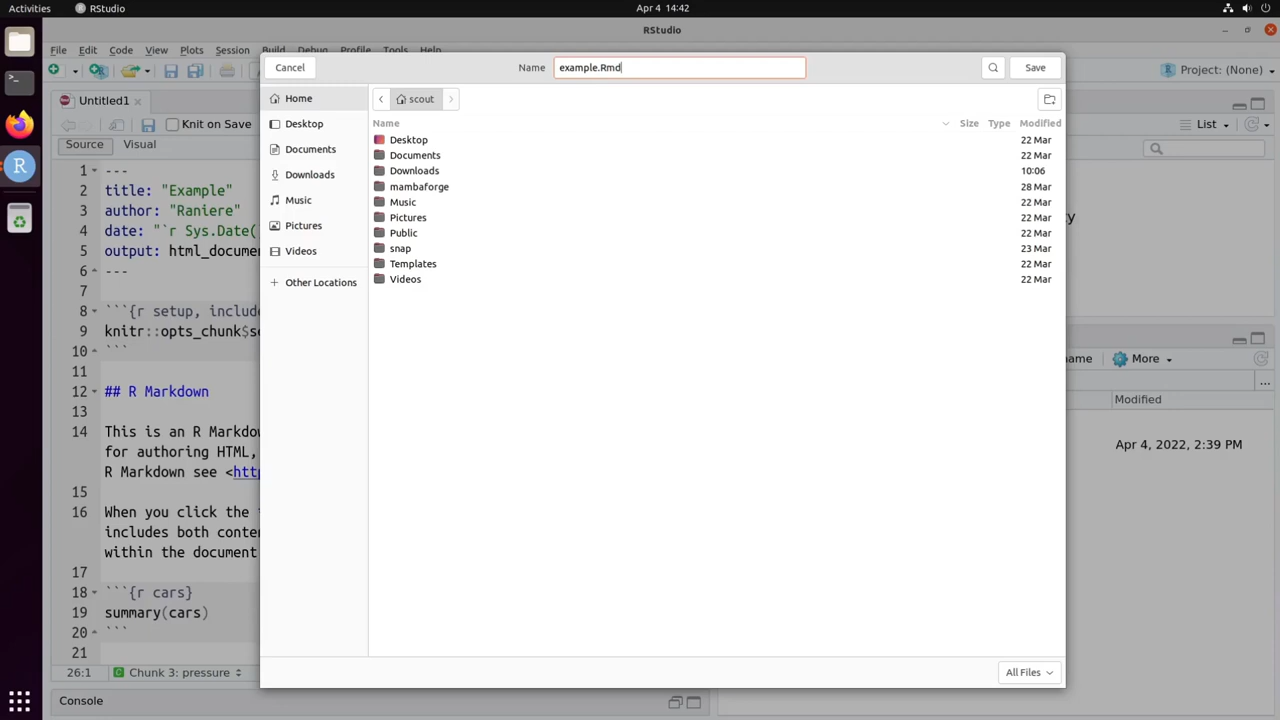 Activities RStudio Apr 4 14:42
RStudio
File Edit Code View Plots Session Build Debug Profile Tools Help
Cancel Name example.Rmd Save
Project: (None)
Untitled1
Knit on Save
Source Visual
List
Home
Desktop
Documents
Downloads
Music
Pictures
Videos
Other Locations
scout
Name Size Type Modified
Desktop 22 Mar
Documents 22 Mar
Downloads 10:06
mambaforge 28 Mar
Music 22 Mar
Pictures 22 Mar
Public 22 Mar
snap 23 Mar
Templates 22 Mar
Videos 22 Mar
All Files
1 ---
2 title: "Example"
3 author: "Raniere"
4 date: "`r Sys.Date(
5 output: html_docume
6 ---
7
8 ```{r setup, includ
9 knitr::opts_chunk$s
10 ```
11
12 ## R Markdown
13
14 This is an R Markdo
for authoring HTML,
R Markdown see <htt
15
16 When you click the
includes both conte
within the document
17
18 ```{r cars}
19 summary(cars)
20 ```
21
26:1 Chunk 3: pressure
Console
More
...
Modified
Apr 4, 2022, 2:39 PM